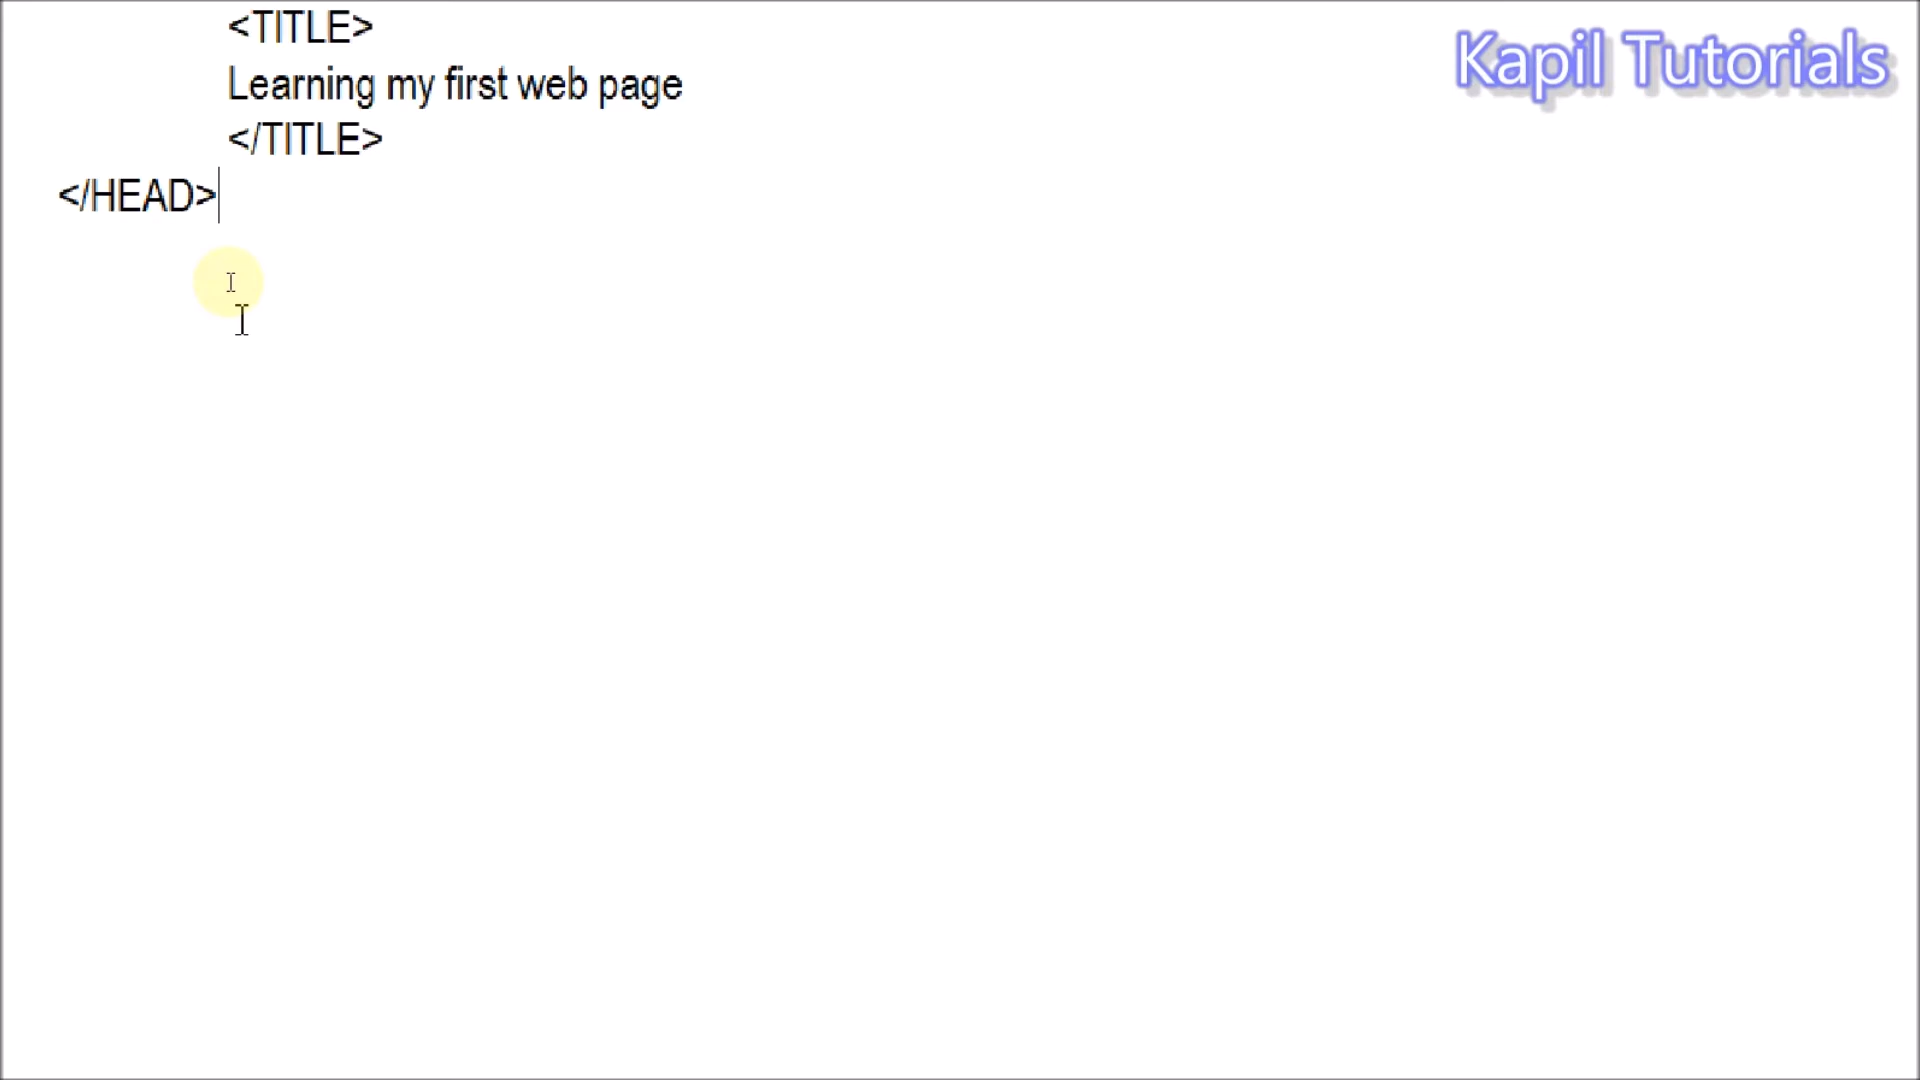 <TITLE>
Kapil Tutorials
Learning my first web page
</TITLE>
</HEAD>